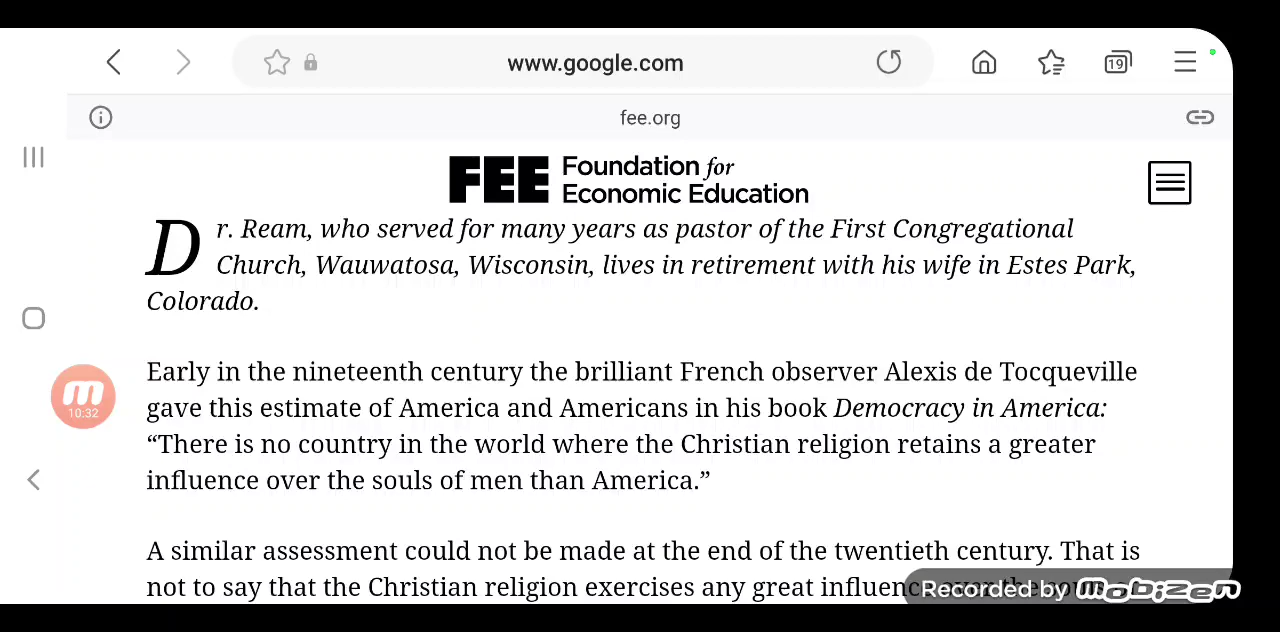 www.google.com
19
fee.org
FEE Foundation for
Economic Education
Dr. Ream, who served for many years as pastor of the First Congregational
Church, Wauwatosa, Wisconsin, lives in retirement with his wife in Estes Park,
Colorado.
Early in the nineteenth century the brilliant French observer Alexis de Tocqueville
m
10:32
gave this estimate of America and Americans in his book Democracy in America:
“There is no country in the world where the Christian religion retains a greater
influence over the souls of men than America.”
A similar assessment could not be made at the end of the twentieth century. That is
not to say that the Christian religion exercises any great
Recorded by mobizen